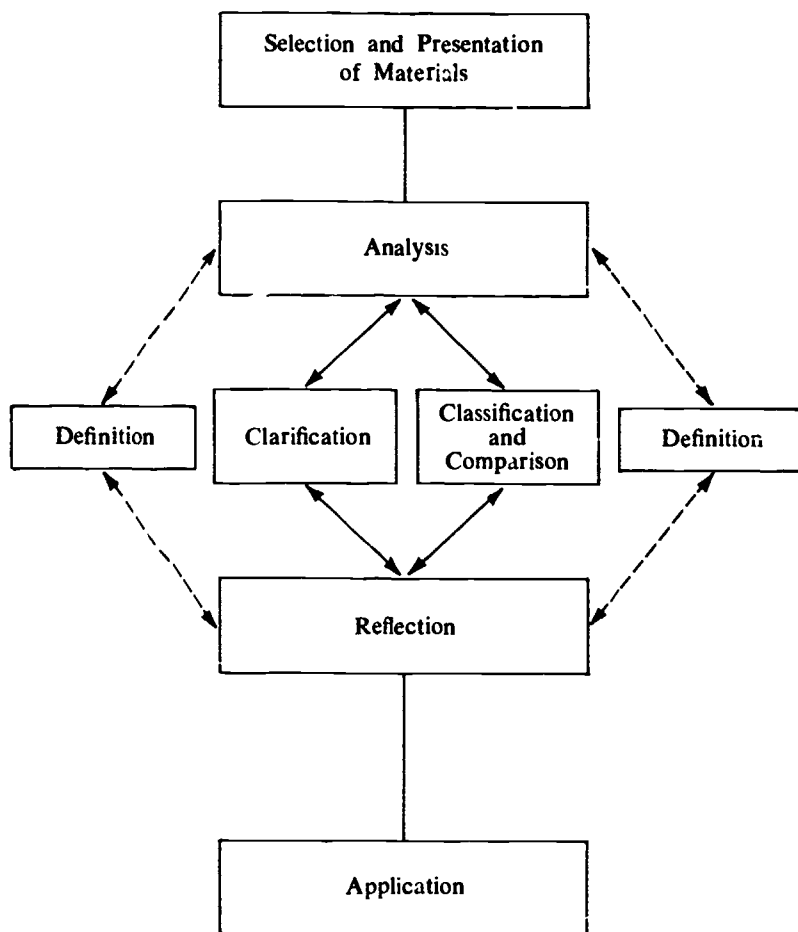 Selection and Presentation
of Materials
Analysis
Definition
Clarification
Classification
and
Comparison
Definition
Reflection
Application